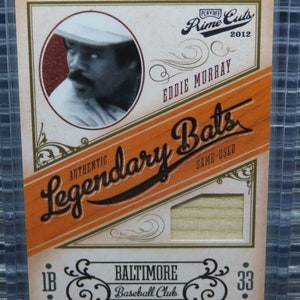 PLAYOFF
Prime Cuts
2012
EDDIE MURRAY
Legendary Bats
AUTHENTIC
GAME-USED
1B
BALTIMORE
Baseball Club
33